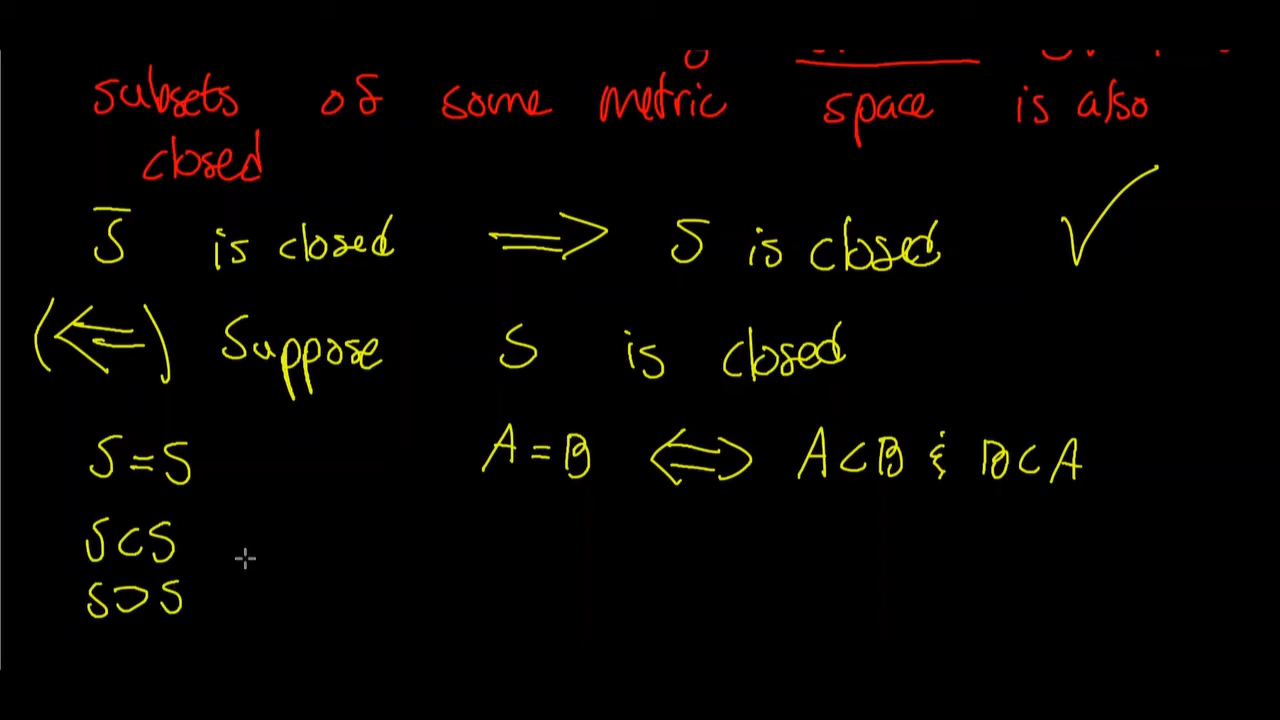 subsets of some metric space is also
closed
S̅ is closed ⟹ S is closed ✓
(⟸) Suppose S is closed
S = S A = B ⟺ A ⊂ B & B ⊂ A
S ⊂ S
S ⊃ S